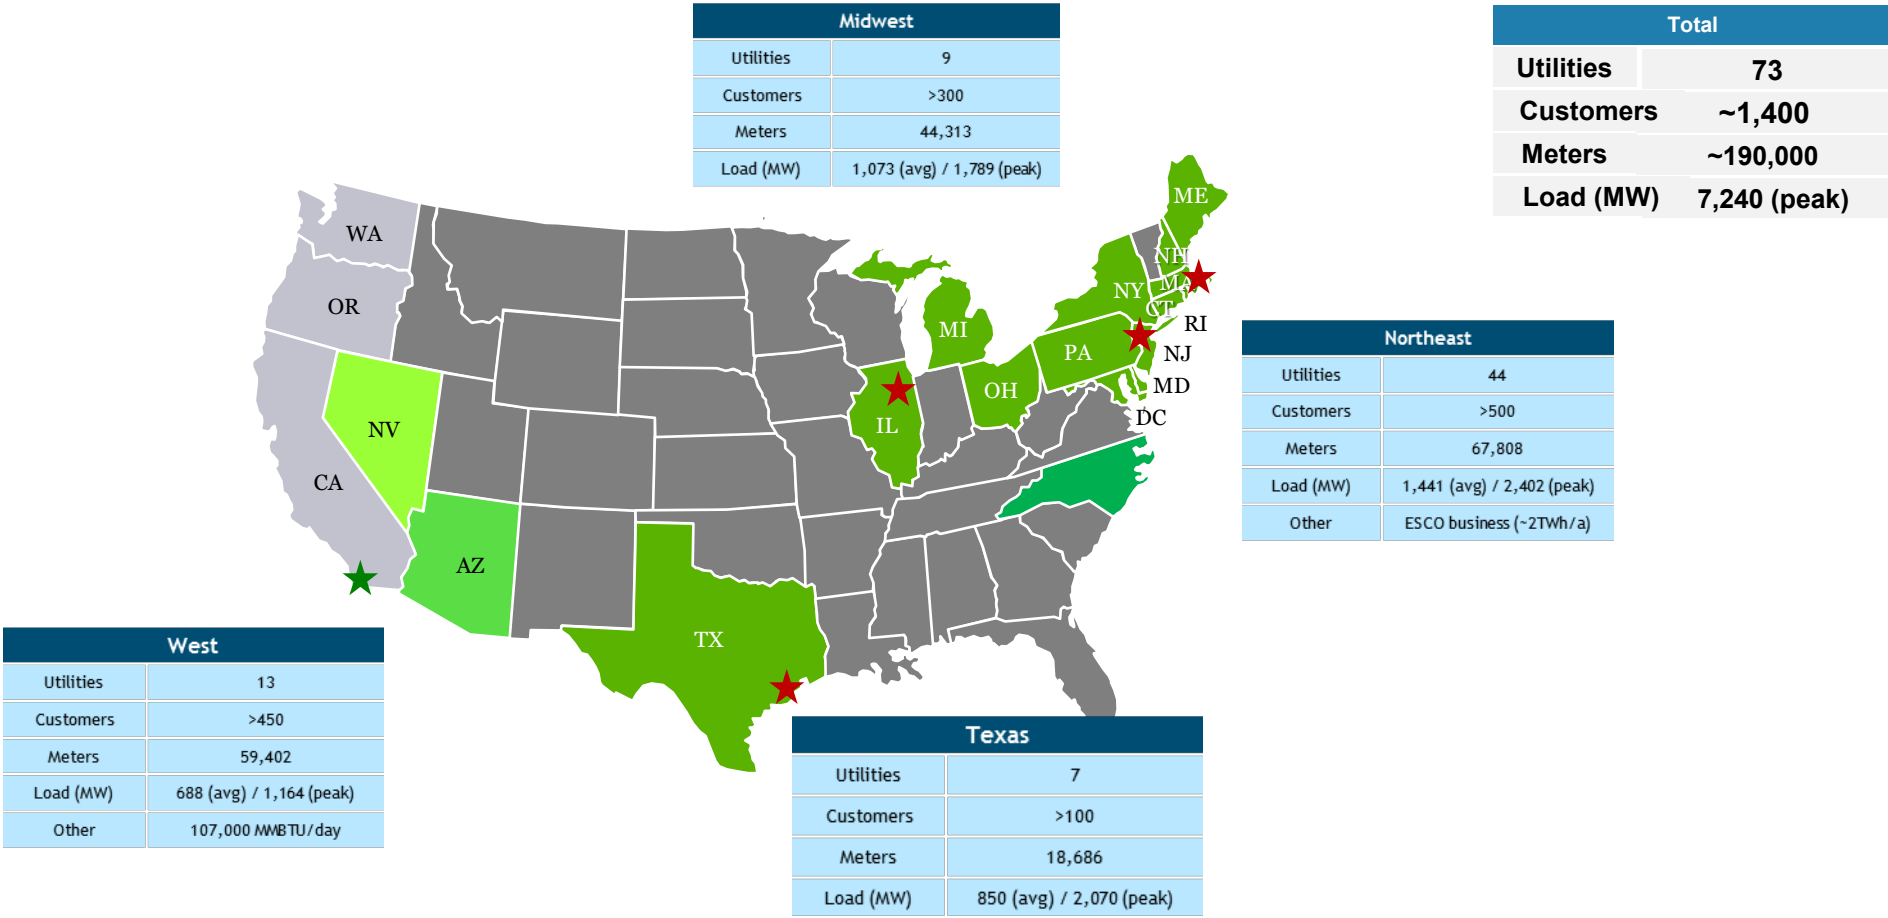 Midwest
Utilities 9
Customers >300
Meters 44,313
Load (MW) 1,073 (avg) / 1,789 (peak)
Total
Utilities 73
Customers ~1,400
Meters ~190,000
Load (MW) 7,240 (peak)
WA
OR
NV
CA
AZ
TX
MI
IL
OH
PA
NY
ME
NH
MA
CT
RI
NJ
MD
DC
Northeast
Utilities 44
Customers >500
Meters 67,808
Load (MW) 1,441 (avg) / 2,402 (peak)
Other ESCO business (~2TWh/a)
West
Utilities 13
Customers >450
Meters 59,402
Load (MW) 688 (avg) / 1,164 (peak)
Other 107,000 MMBTU/day
Texas
Utilities 7
Customers >100
Meters 18,686
Load (MW) 850 (avg) / 2,070 (peak)